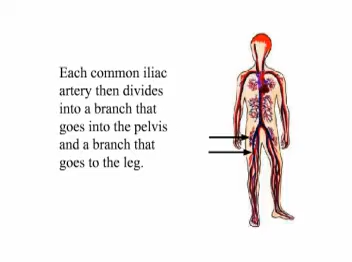 Each common iliac
artery then divides
into a branch that
goes into the pelvis
and a branch that
goes to the leg.